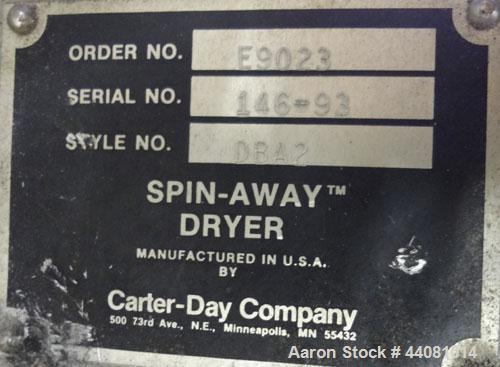 ORDER NO. E9023
SERIAL NO. 146-93
STYLE NO. DBA2
SPIN-AWAY™
DRYER
MANUFACTURED IN U.S.A.
BY
Carter-Day Company
500 73rd Ave., N.E., Minneapolis, MN 55432
Aaron Stock #